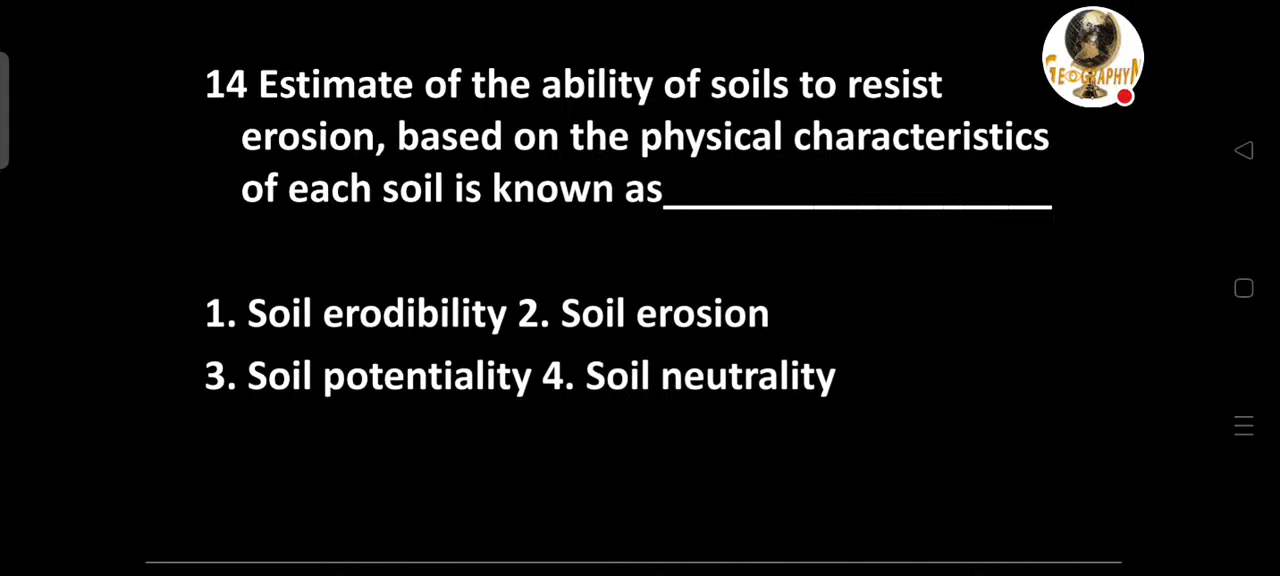 14 Estimate of the ability of soils to resist
erosion, based on the physical characteristics
of each soil is known as__________________
1. Soil erodibility 2. Soil erosion
3. Soil potentiality 4. Soil neutrality